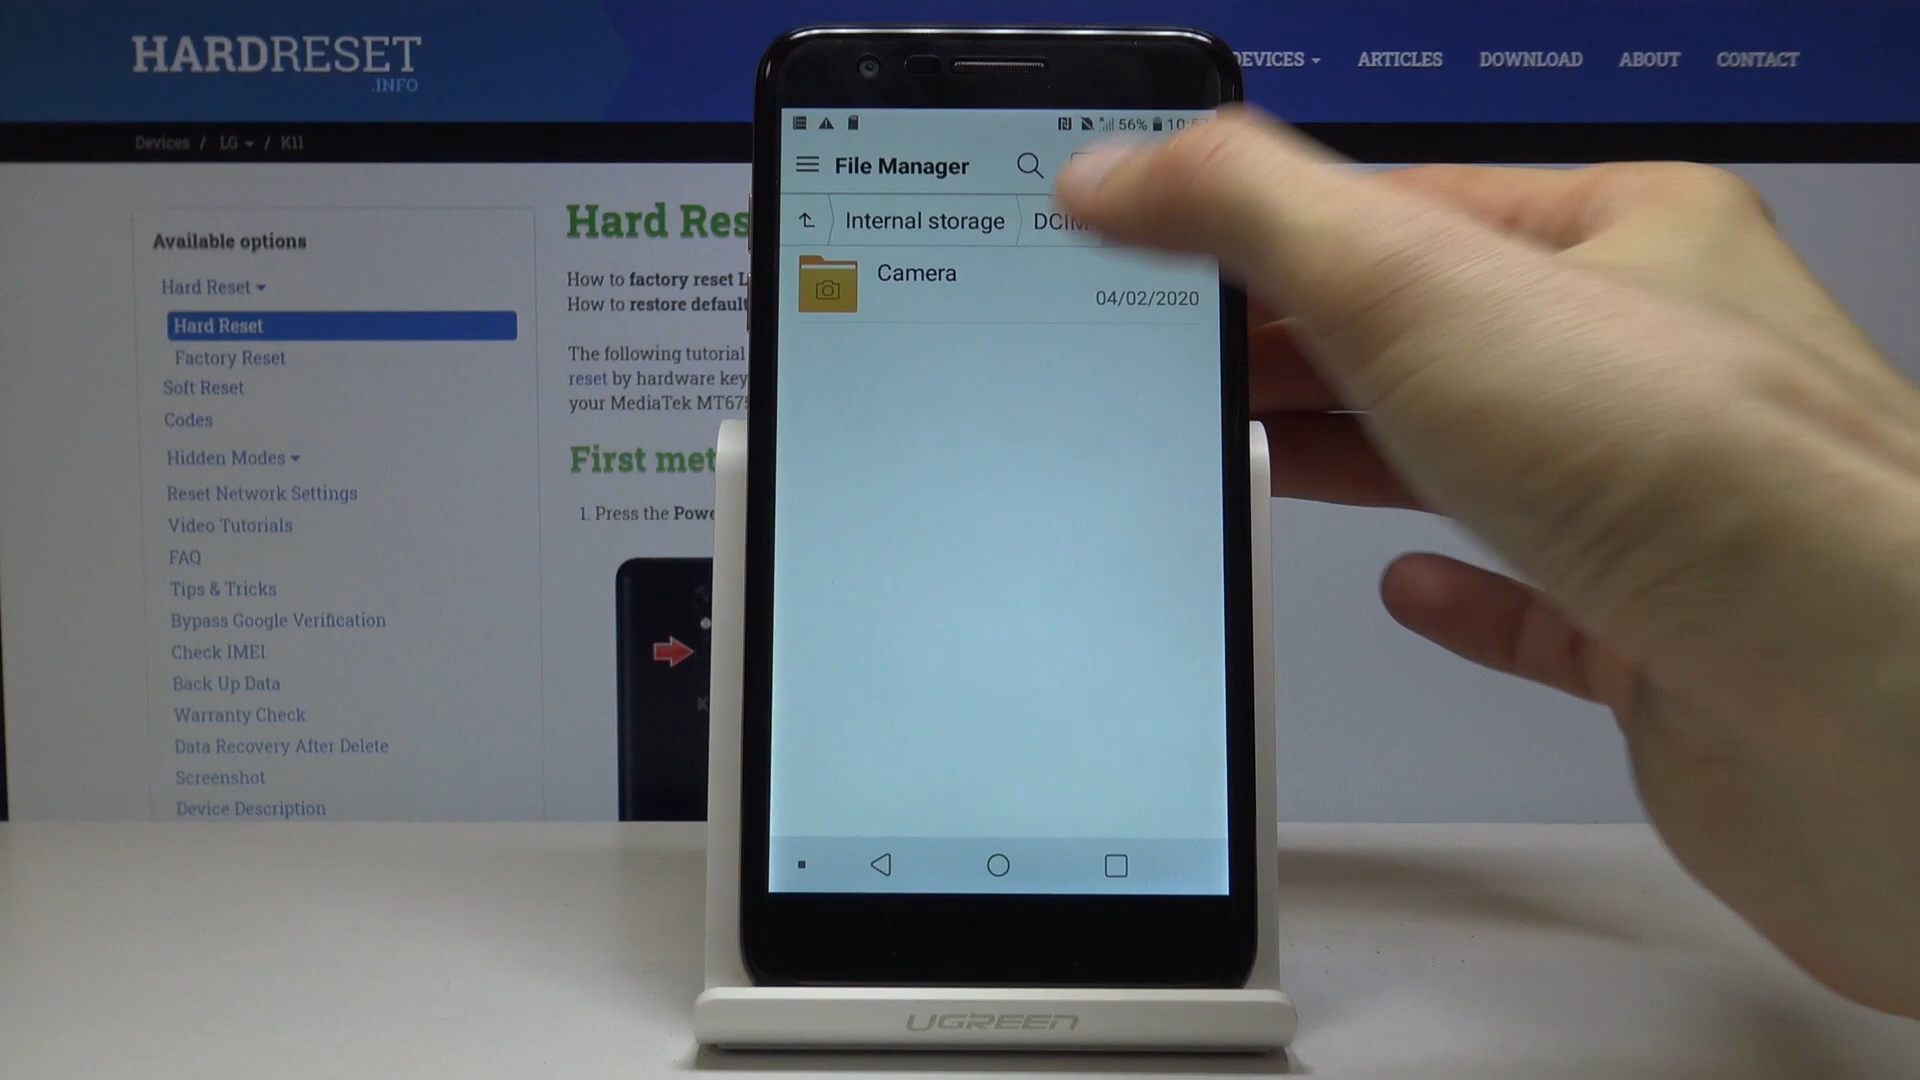 HARDRESET
.INFO
DEVICES
ARTICLES
DOWNLOAD
ABOUT
CONTACT
Devices / LG / K11
Available options
Hard Reset
Hard Reset
Factory Reset
Soft Reset
Codes
Hidden Modes
Reset Network Settings
Video Tutorials
FAQ
Tips & Tricks
Bypass Google Verification
Check IMEI
Back Up Data
Warranty Check
Data Recovery After Delete
Screenshot
Device Description
Hard Res
How to factory reset L
How to restore default
The following tutorial
reset by hardware key
your MediaTek MT675
First met
1. Press the Powe
56%
File Manager
Internal storage
DCIM
Camera
04/02/2020
UGREEN